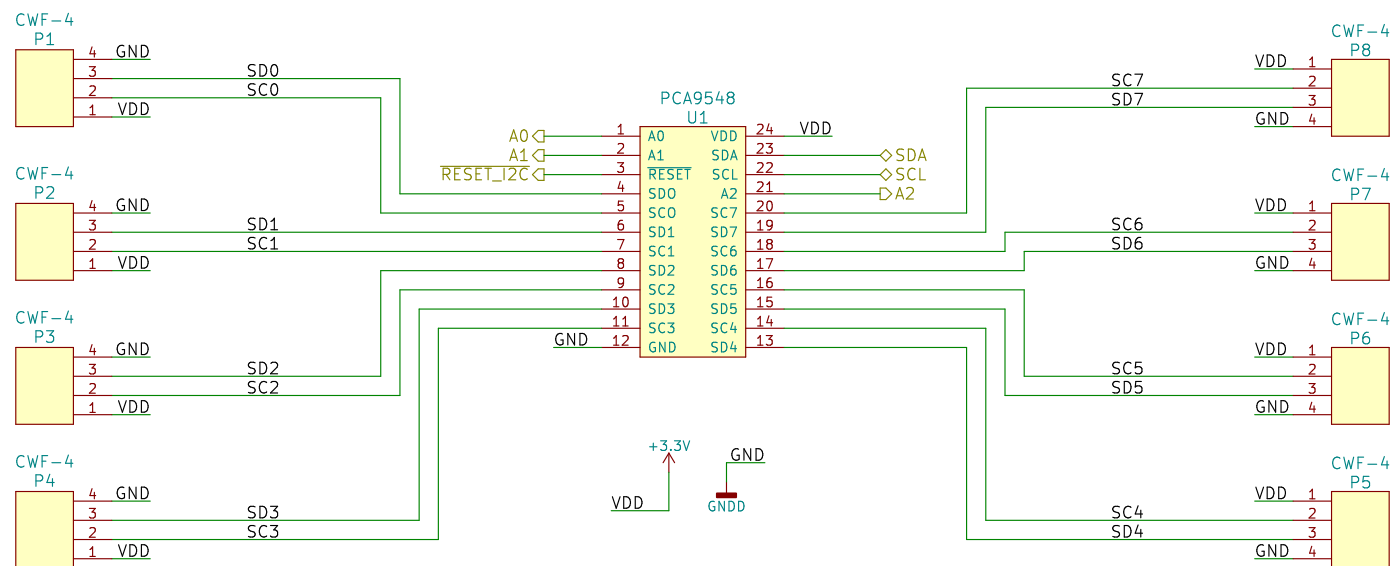 CWF-4
P1
4 GND
3 SD0
2 SC0
1 VDD
CWF-4
P2
4 GND
3 SD1
2 SC1
1 VDD
CWF-4
P3
4 GND
3 SD2
2 SC2
1 VDD
CWF-4
P4
4 GND
3 SD3
2 SC3
1 VDD
PCA9548
U1
A0 1 A0 VDD 24 VDD
A1 2 A1 SDA 23 SDA
RESET_I2C 3 RESET SCL 22 SCL
4 SD0 A2 21 A2
5 SC0 SC7 20
6 SD1 SD7 19
7 SC1 SC6 18
8 SD2 SD6 17
9 SC2 SC5 16
10 SD3 SD5 15
11 SC3 SC4 14
GND 12 GND SD4 13
+3.3V
VDD
GND
GNDD
CWF-4
P8
VDD 1
SC7 2
SD7 3
GND 4
CWF-4
P7
VDD 1
SC6 2
SD6 3
GND 4
CWF-4
P6
VDD 1
SC5 2
SD5 3
GND 4
CWF-4
P5
VDD 1
SC4 2
SD4 3
GND 4